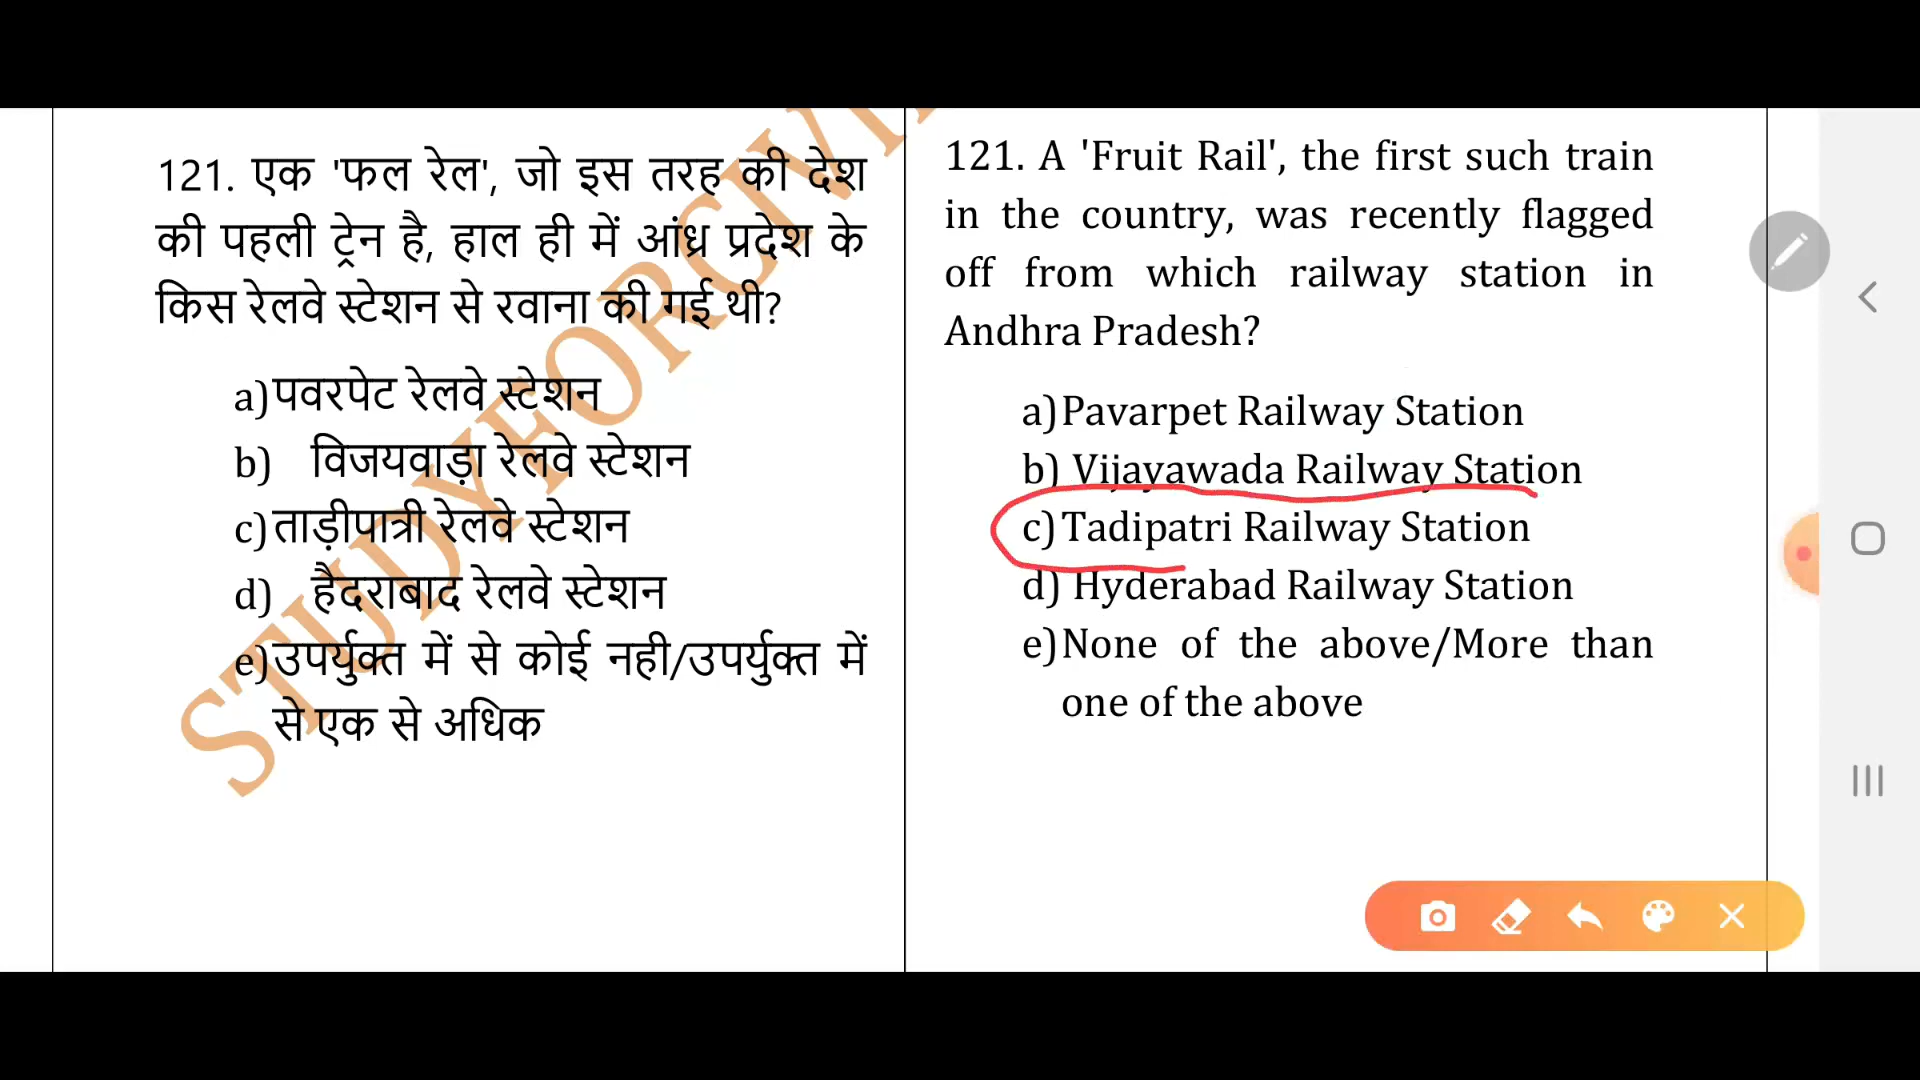 121. एक 'फल रेल', जो इस तरह की देश
की पहली ट्रेन है, हाल ही में आंध्र प्रदेश के
किस रेलवे स्टेशन से रवाना की गई थी?
a) पवरपेट रेलवे स्टेशन
b) विजयवाड़ा रेलवे स्टेशन
c) ताड़ीपात्री रेलवे स्टेशन
d) हैदराबाद रेलवे स्टेशन
e) उपर्युक्त में से कोई नही/उपर्युक्त में
से एक से अधिक
121. A 'Fruit Rail', the first such train
in the country, was recently flagged
off from which railway station in
Andhra Pradesh?
a) Pavarpet Railway Station
b) Vijayawada Railway Station
c) Tadipatri Railway Station
d) Hyderabad Railway Station
e) None of the above/More than
one of the above
STUDYFORCIVI